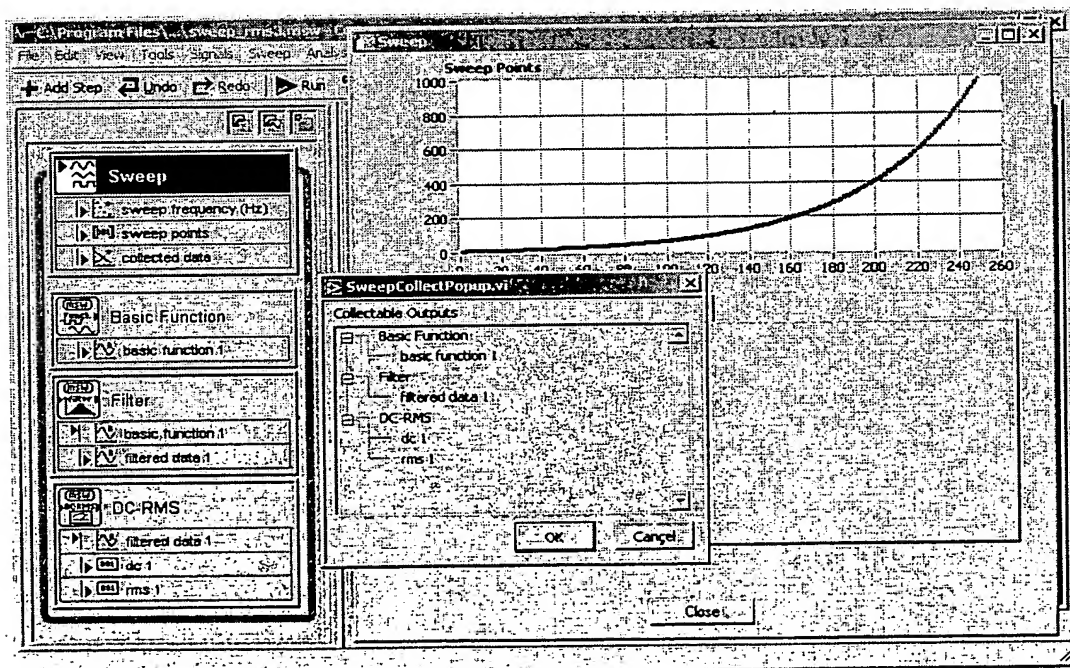 C:\Program Files\...\sweep
File Edit View Tools Signals Sweep
Add Step Undo Redo Run
Sweep
sweep frequency (Hz)
sweep points
collected data
Basic Function
basic function 1
Filter
basic function 1
filtered data 1
DC-RMS
filtered data 1
dc 1
rms 1
Sweep
Sweep Points
1000
800
600
400
200
0
120 140 160 180 200 220 240 260
SweepCollectPopup.vi
Collectable Outputs
Basic Function
basic function 1
Filter
filtered data 1
DC-RMS
dc 1
rms 1
OK Cancel
Close